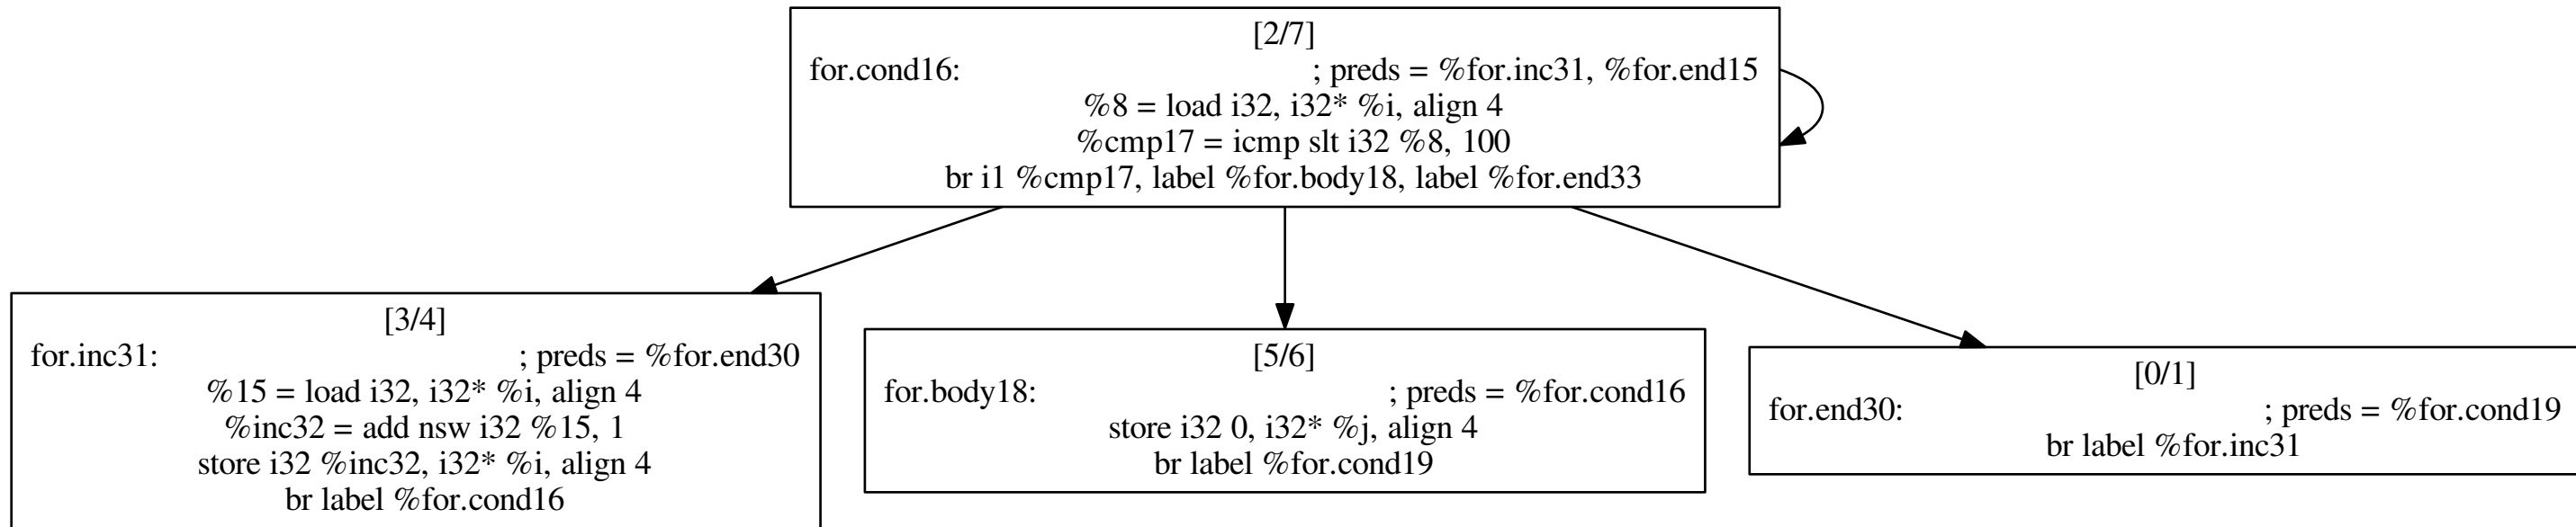 [2/7]
for.cond16: ; preds = %for.inc31, %for.end15
%8 = load i32, i32* %i, align 4
%cmp17 = icmp slt i32 %8, 100
br i1 %cmp17, label %for.body18, label %for.end33
[3/4]
for.inc31: ; preds = %for.end30
%15 = load i32, i32* %i, align 4
%inc32 = add nsw i32 %15, 1
store i32 %inc32, i32* %i, align 4
br label %for.cond16
[5/6]
for.body18: ; preds = %for.cond16
store i32 0, i32* %j, align 4
br label %for.cond19
[0/1]
for.end30: ; preds = %for.cond19
br label %for.inc31